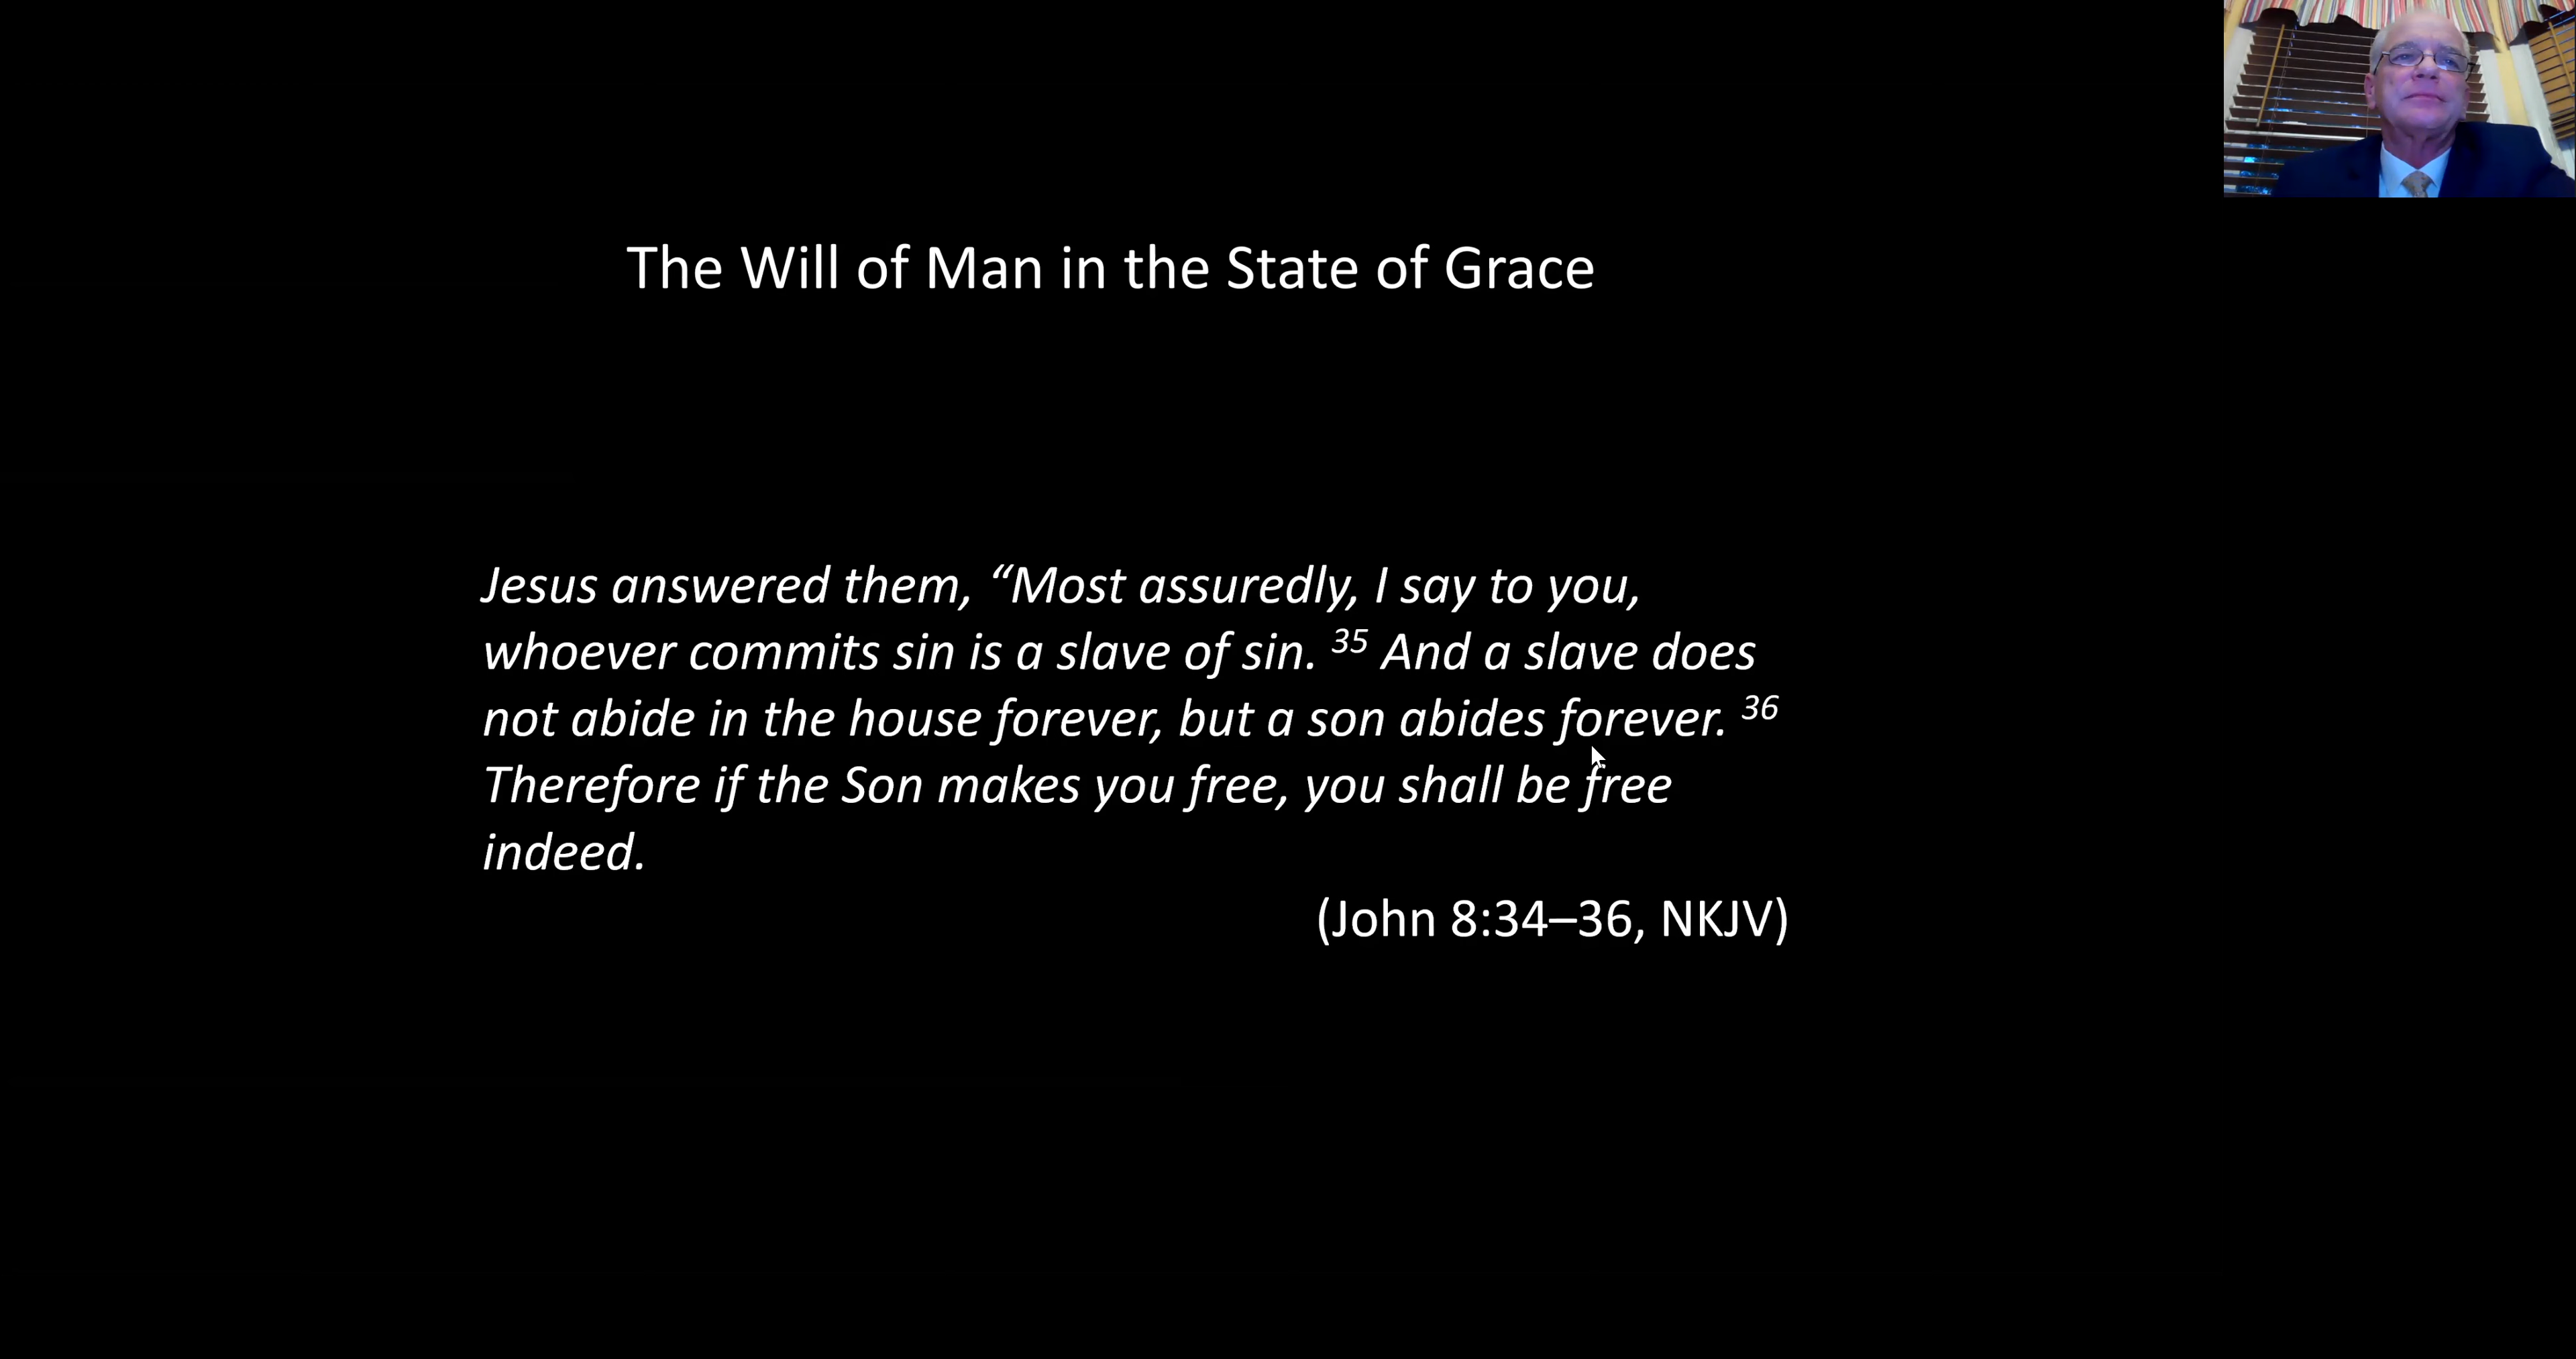 The Will of Man in the State of Grace
Jesus answered them, “Most assuredly, I say to you,
whoever commits sin is a slave of sin. 35 And a slave does
not abide in the house forever, but a son abides forever. 36
Therefore if the Son makes you free, you shall be free
indeed.
(John 8:34–36, NKJV)